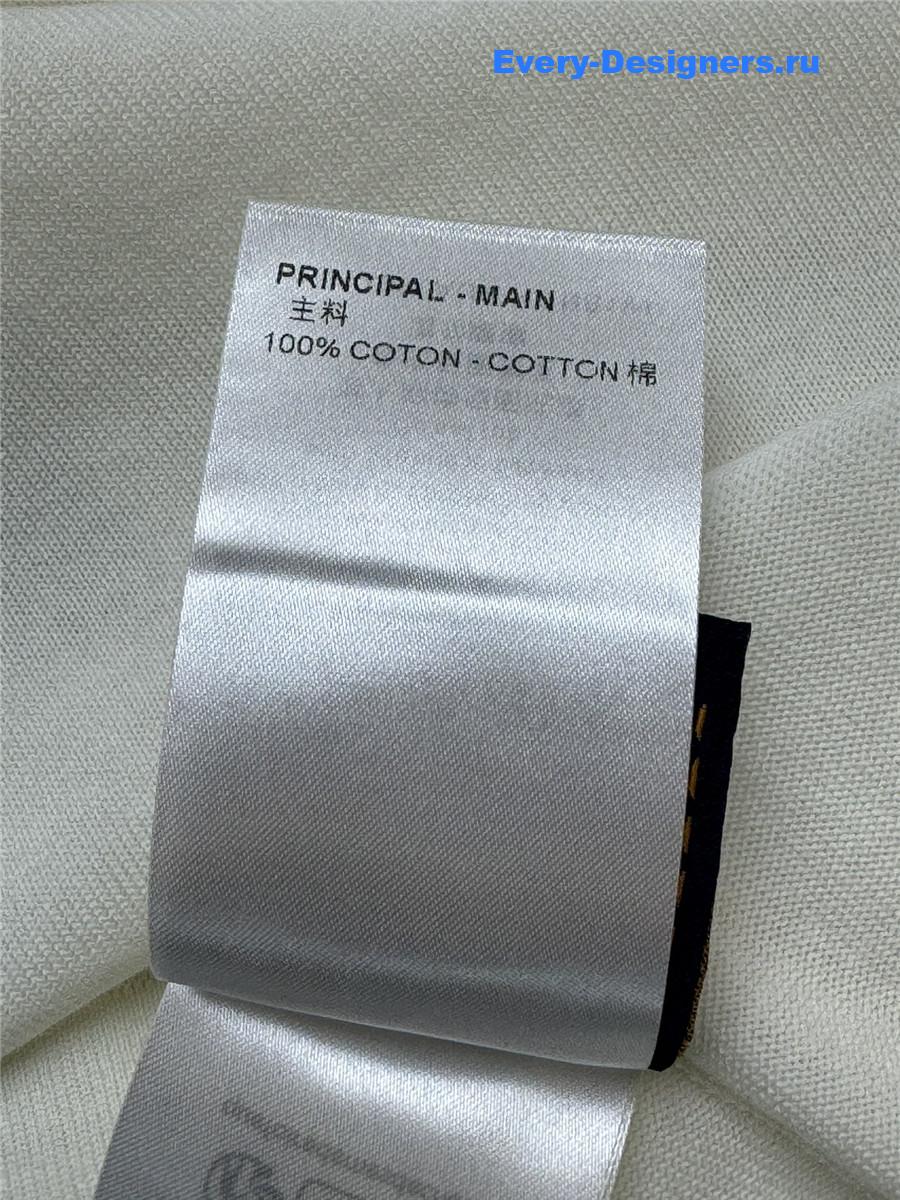 Every-Designers.ru
PRINCIPAL - MAIN
主料
100% COTON - COTTON 棉